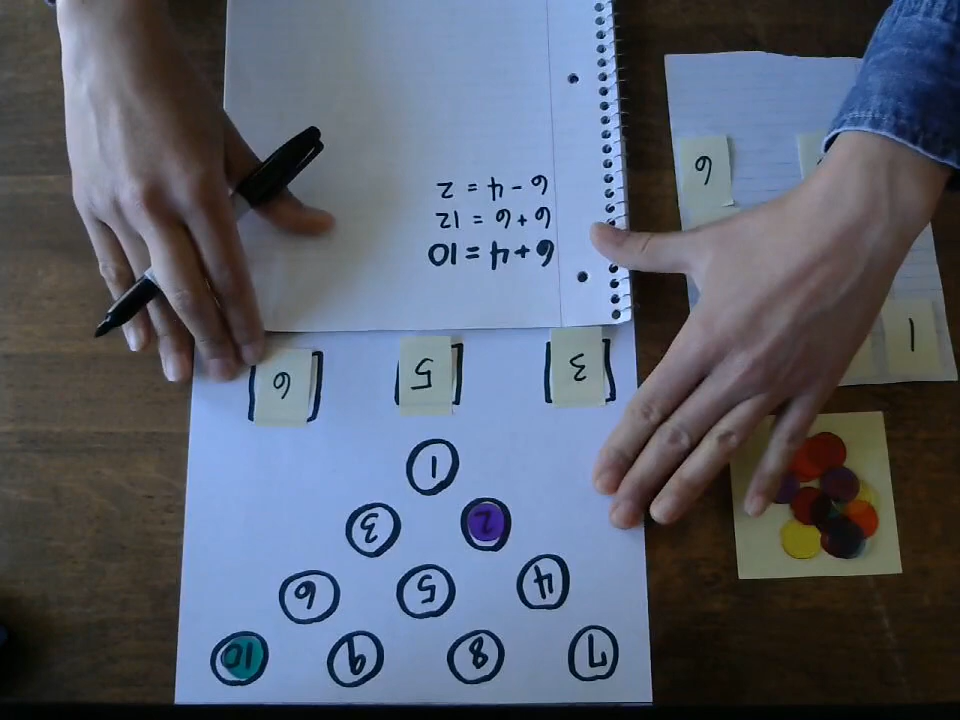 7 8 9 10
4 5 6
2 3
1
3 5 6
1
6 + 4 = 10
6 + 6 = 12
6 - 4 = 2